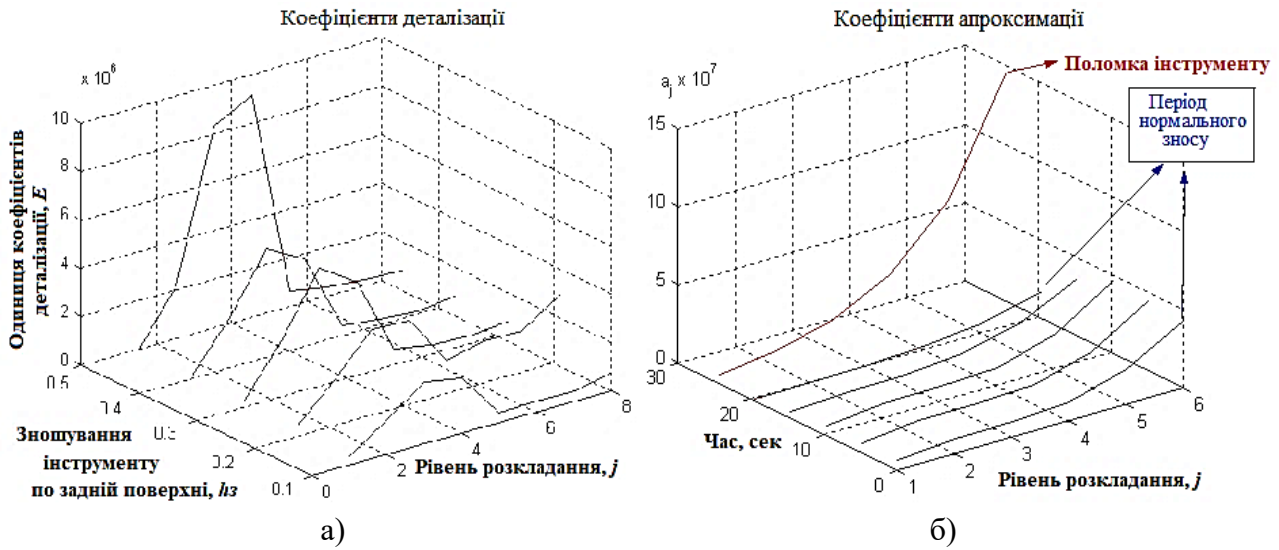 Коефіцієнти деталізації
x 10⁶
Одиниця коефіцієнтів
деталізації, E
10
8
6
4
2
0
0.5
0.4
0.2
0.1
Зношування
інструменту
по задній поверхні, hз
0
2
4
6
8
Рівень розкладання, j
а)
Коефіцієнти апроксимації
aj x 10⁷
Поломка інструменту
Період
нормального
зносу
15
10
5
0
30
20
10
0
Час, сек
1
2
3
4
5
6
Рівень розкладання, j
б)